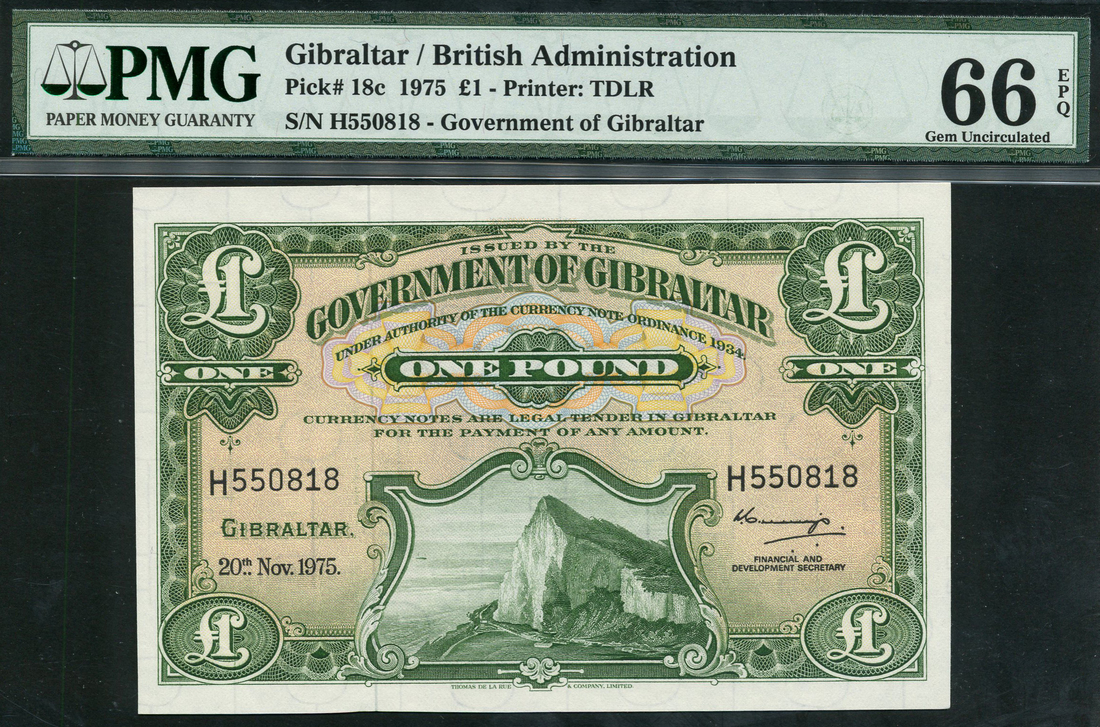 PMG
PAPER MONEY GUARANTY
Gibraltar / British Administration
Pick# 18c 1975 £1 - Printer: TDLR
S/N H550818 - Government of Gibraltar
66
EPQ
Gem Uncirculated
£1
£1
ISSUED BY THE
GOVERNMENT OF GIBRALTAR
UNDER AUTHORITY OF THE CURRENCY NOTE ORDINANCE 1934.
ONE
ONE POUND
ONE
CURRENCY NOTES ARE LEGAL TENDER IN GIBRALTAR
FOR THE PAYMENT OF ANY AMOUNT.
H550818
H550818
GIBRALTAR.
20th. Nov. 1975.
FINANCIAL AND
DEVELOPMENT SECRETARY
£1
£1
THOMAS DE LA RUE & COMPANY, LIMITED.